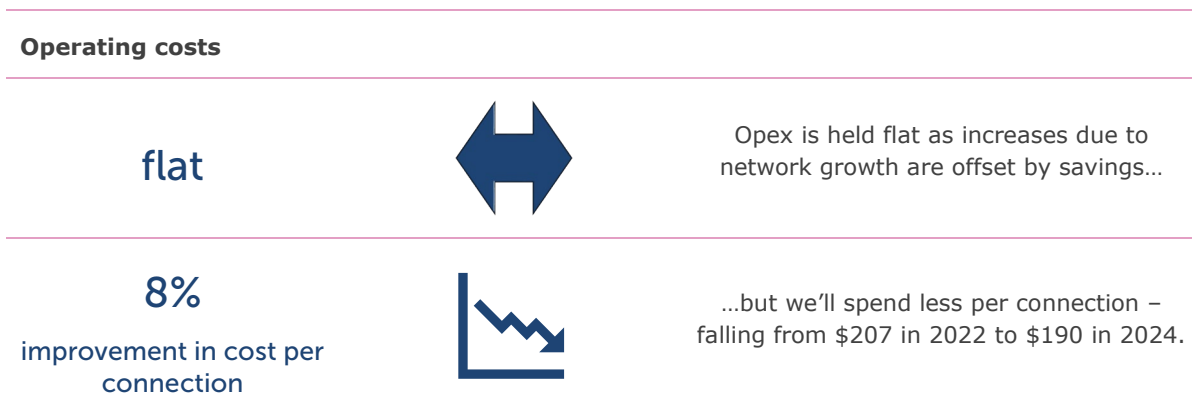 Operating costs
flat
Opex is held flat as increases due to
network growth are offset by savings…
8%
improvement in cost per
connection
…but we’ll spend less per connection –
falling from $207 in 2022 to $190 in 2024.